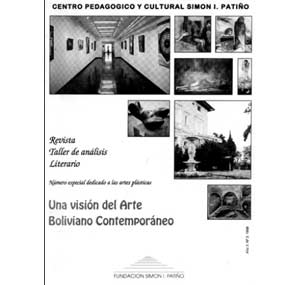 CENTRO PEDAGOGICO Y CULTURAL SIMON I. PATIÑO
Revista
Taller de análisis
Literario
Número especial dedicado a las artes plásticas
Una visión del Arte
Boliviano Contemporáneo
FUNDACION SIMON I. PATIÑO